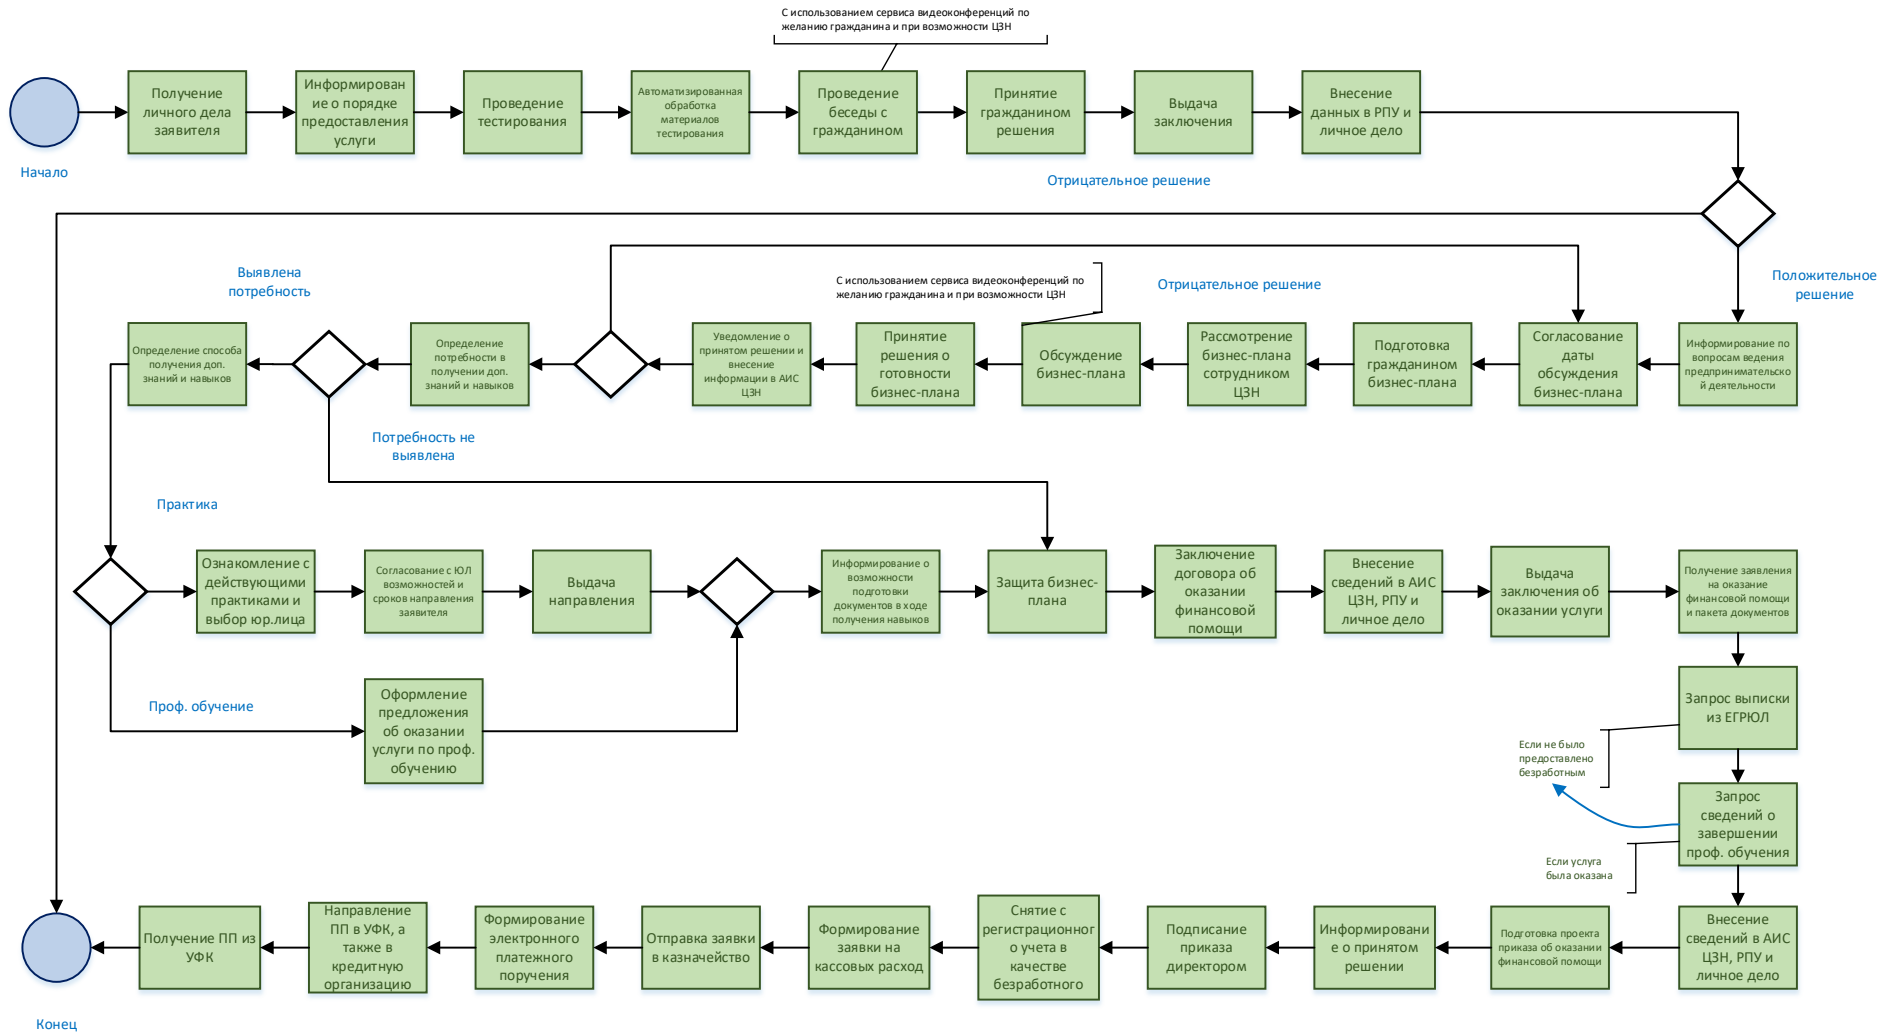 С использованием сервиса видеоконференций по
желанию гражданина и при возможности ЦЗН
Начало
Получение
личного дела
заявителя
Информирован
ие о порядке
предоставления
услуги
Проведение
тестирования
Автоматизированная
обработка
материалов
тестирования
Проведение
беседы с
гражданином
Принятие
гражданином
решения
Выдача
заключения
Внесение
данных в РПУ и
личное дело
Отрицательное решение
Положительное
решение
Выявлена
потребность
С использованием сервиса видеоконференций по
желанию гражданина и при возможности ЦЗН
Отрицательное решение
Определение способа
получения доп.
знаний и навыков
Определение
потребности в
получении доп.
знаний и навыков
Уведомление о
принятом решении и
внесение
информации в АИС
ЦЗН
Принятие
решения о
готовности
бизнес-плана
Обсуждение
бизнес-плана
Рассмотрение
бизнес-плана
сотрудником
ЦЗН
Подготовка
гражданином
бизнес-плана
Согласование
даты
обсуждения
бизнес-плана
Информирование по
вопросам ведения
предпринимательско
й деятельности
Потребность не
выявлена
Практика
Ознакомление с
действующими
практиками и
выбор юр.лица
Согласование с ЮЛ
возможностей и
сроков направления
заявителя
Выдача
направления
Информирование о
возможности
подготовки
документов в ходе
получения навыков
Защита бизнес-
плана
Заключение
договора об
оказании
финансовой
помощи
Внесение
сведений в АИС
ЦЗН, РПУ и
личное дело
Выдача
заключения об
оказании услуги
Получение заявления
на оказание
финансовой помощи
и пакета документов
Проф. обучение
Оформление
предложения
об оказании
услуги по проф.
обучению
Запрос выписки
из ЕГРЮЛ
Если не было
предоставлено
безработным
Запрос
сведений о
завершении
проф. обучения
Если услуга
была оказана
Получение ПП из
УФК
Направление
ПП в УФК, а
также в
кредитную
организацию
Формирование
электронного
платежного
поручения
Отправка заявки
в казначейство
Формирование
заявки на
кассовых расход
Снятие с
регистрационног
о учета в
качестве
безработного
Подписание
приказа
директором
Информировани
е о принятом
решении
Подготовка проекта
приказа об оказании
финансовой помощи
Внесение
сведений в АИС
ЦЗН, РПУ и
личное дело
Конец